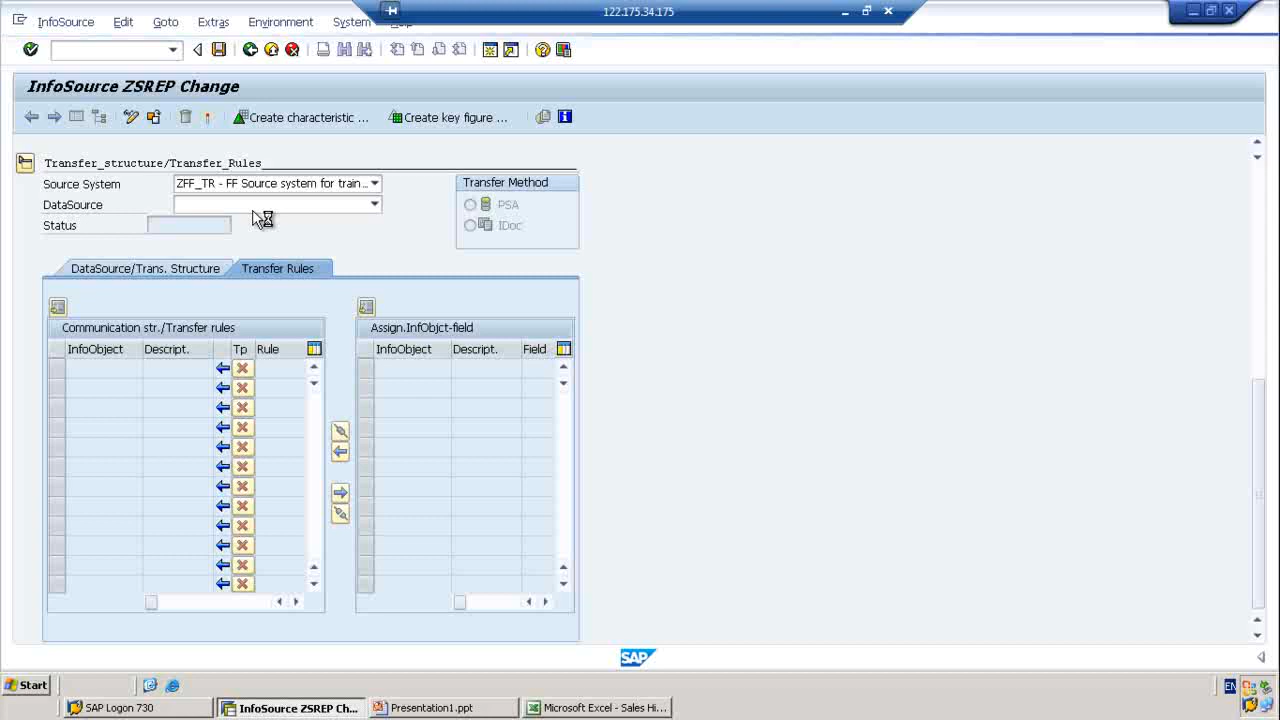 122.175.34.175
InfoSource Edit Goto Extras Environment System
InfoSource ZSREP Change
Create characteristic ... Create key figure ...
Transfer_structure/Transfer_Rules
Source System ZFF_TR - FF Source system for train...
DataSource
Status
Transfer Method
PSA
IDoc
DataSource/Trans. Structure Transfer Rules
Communication str./Transfer rules
InfoObject Descript. Tp Rule
Assign.InfObjct-field
InfoObject Descript. Field
SAP
Start EN
SAP Logon 730 InfoSource ZSREP Ch... Presentation1.ppt Microsoft Excel - Sales Hi...